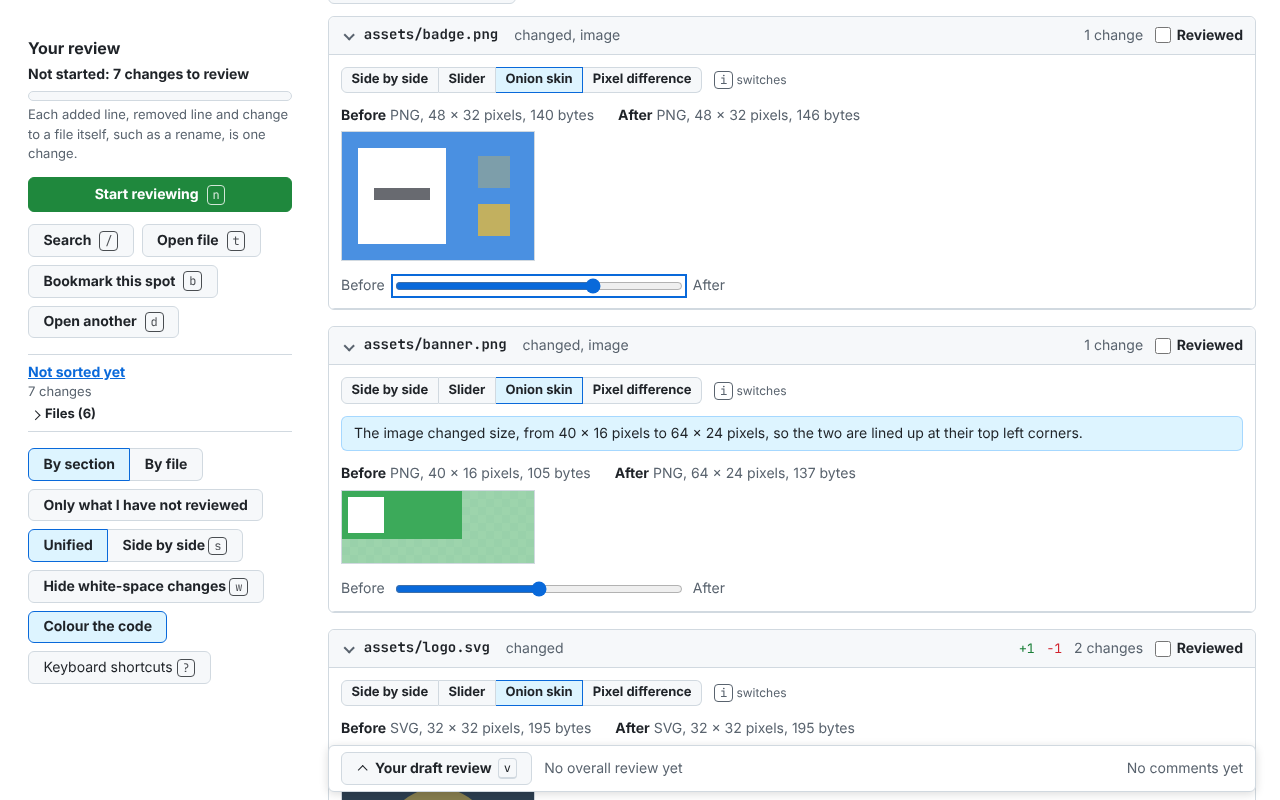 Your review
Not started: 7 changes to review
Each added line, removed line and change
to a file itself, such as a rename, is one
change.
Start reviewing n
Search / Open file t
Bookmark this spot b
Open another d
Not sorted yet
7 changes
Files (6)
By section By file
Only what I have not reviewed
Unified Side by side s
Hide white-space changes w
Colour the code
Keyboard shortcuts ?
assets/badge.png changed, image 1 change Reviewed
Side by side Slider Onion skin Pixel difference i switches
Before PNG, 48 × 32 pixels, 140 bytes After PNG, 48 × 32 pixels, 146 bytes
Before After
assets/banner.png changed, image 1 change Reviewed
Side by side Slider Onion skin Pixel difference i switches
The image changed size, from 40 × 16 pixels to 64 × 24 pixels, so the two are lined up at their top left corners.
Before PNG, 40 × 16 pixels, 105 bytes After PNG, 64 × 24 pixels, 137 bytes
Before After
assets/logo.svg changed +1 -1 2 changes Reviewed
Side by side Slider Onion skin Pixel difference i switches
Before SVG, 32 × 32 pixels, 195 bytes After SVG, 32 × 32 pixels, 195 bytes
Your draft review v No overall review yet No comments yet